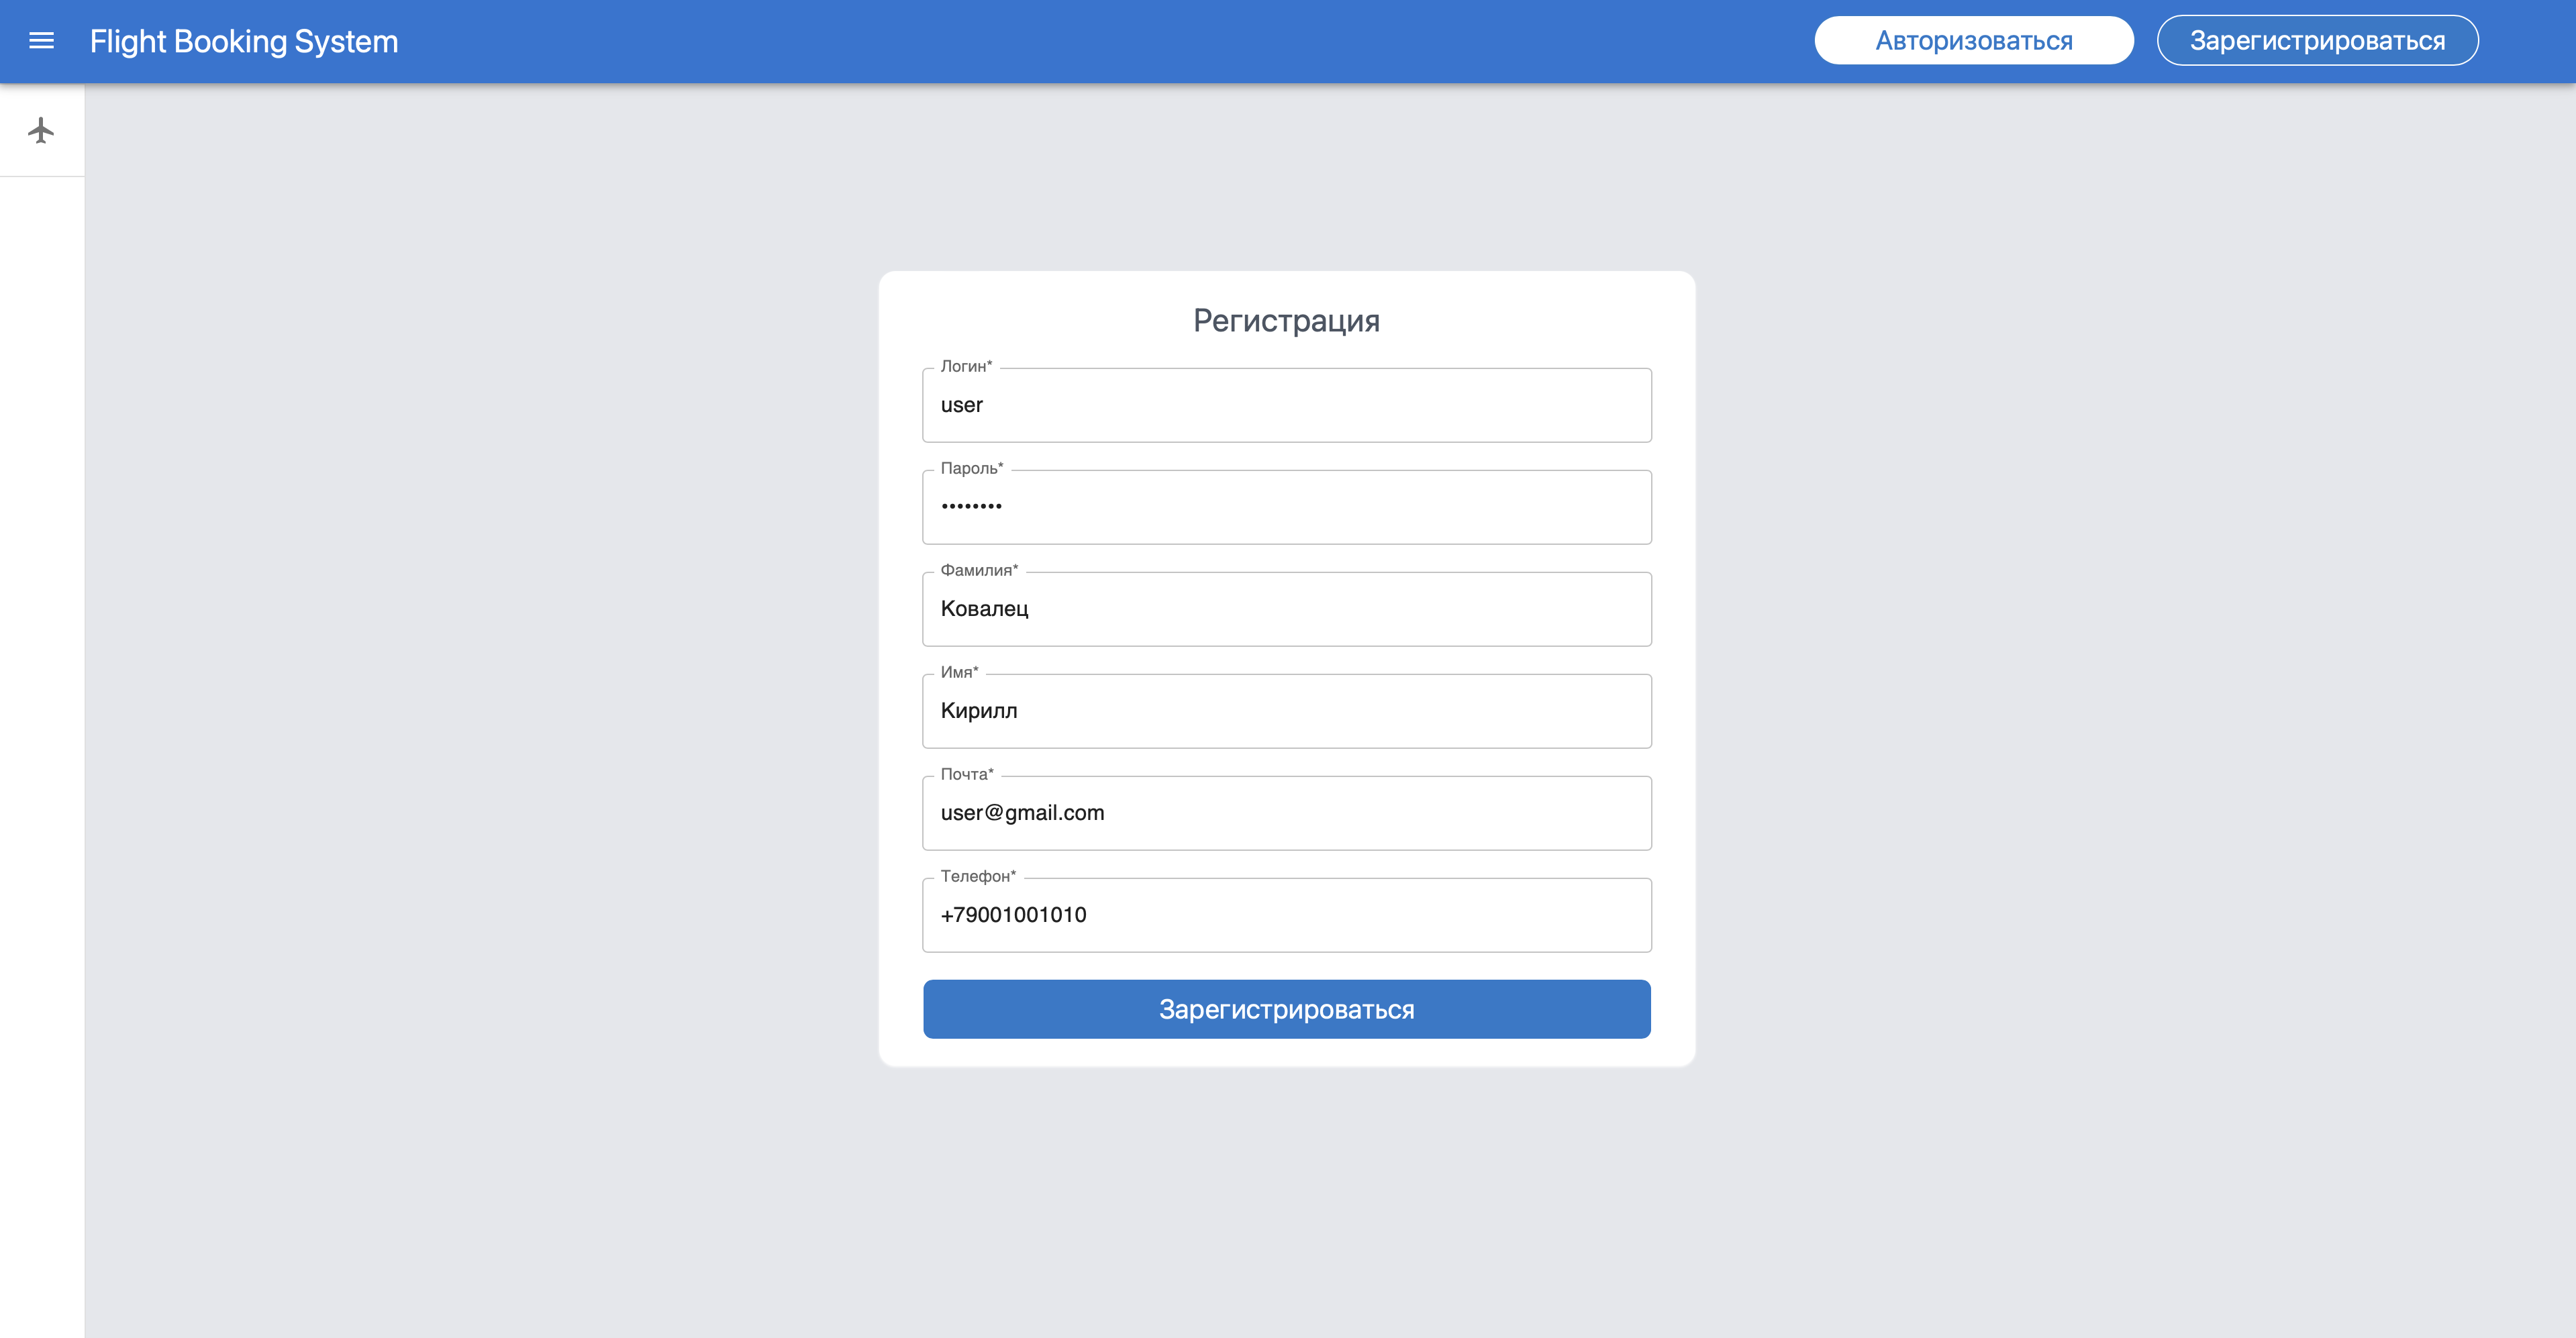 Flight Booking System
Авторизоваться
Зарегистрироваться
Регистрация
Логин*
user
Пароль*
••••••••
Фамилия*
Ковалец
Имя*
Кирилл
Почта*
user@gmail.com
Телефон*
+79001001010
Зарегистрироваться